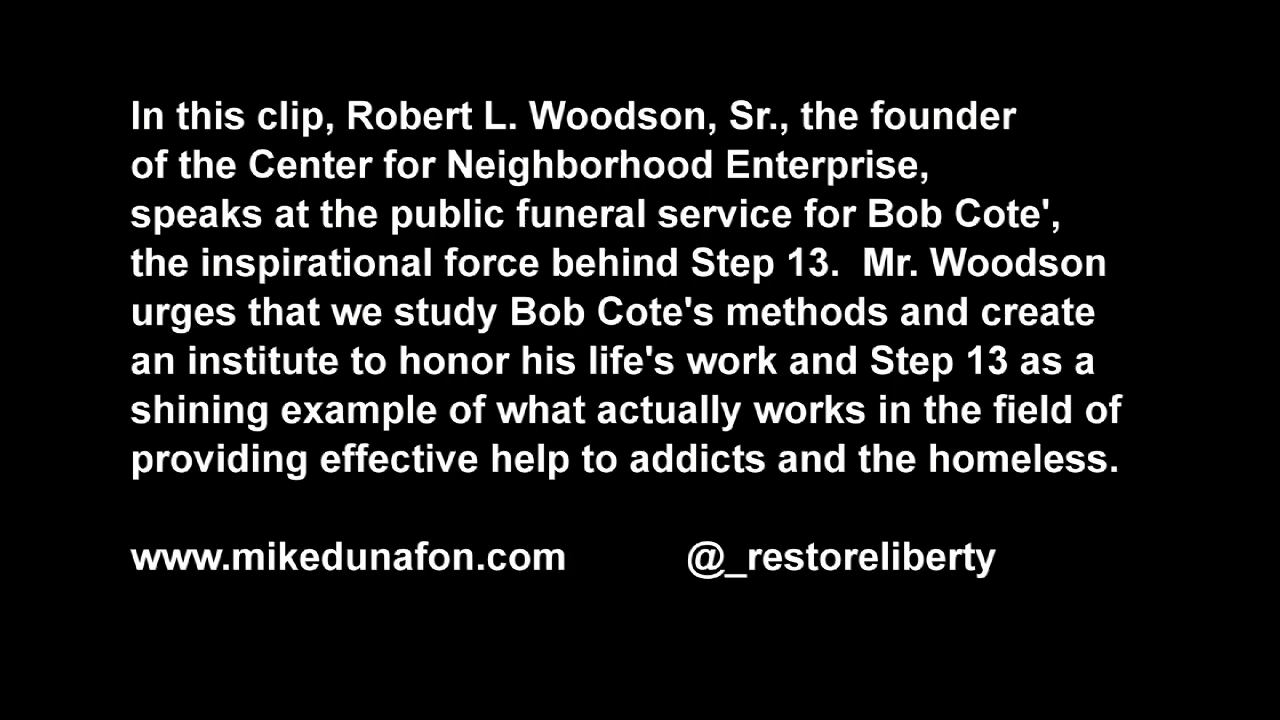 In this clip, Robert L. Woodson, Sr., the founder
of the Center for Neighborhood Enterprise,
speaks at the public funeral service for Bob Cote',
the inspirational force behind Step 13.  Mr. Woodson
urges that we study Bob Cote's methods and create
an institute to honor his life's work and Step 13 as a
shining example of what actually works in the field of
providing effective help to addicts and the homeless.
www.mikedunafon.com @_restoreliberty